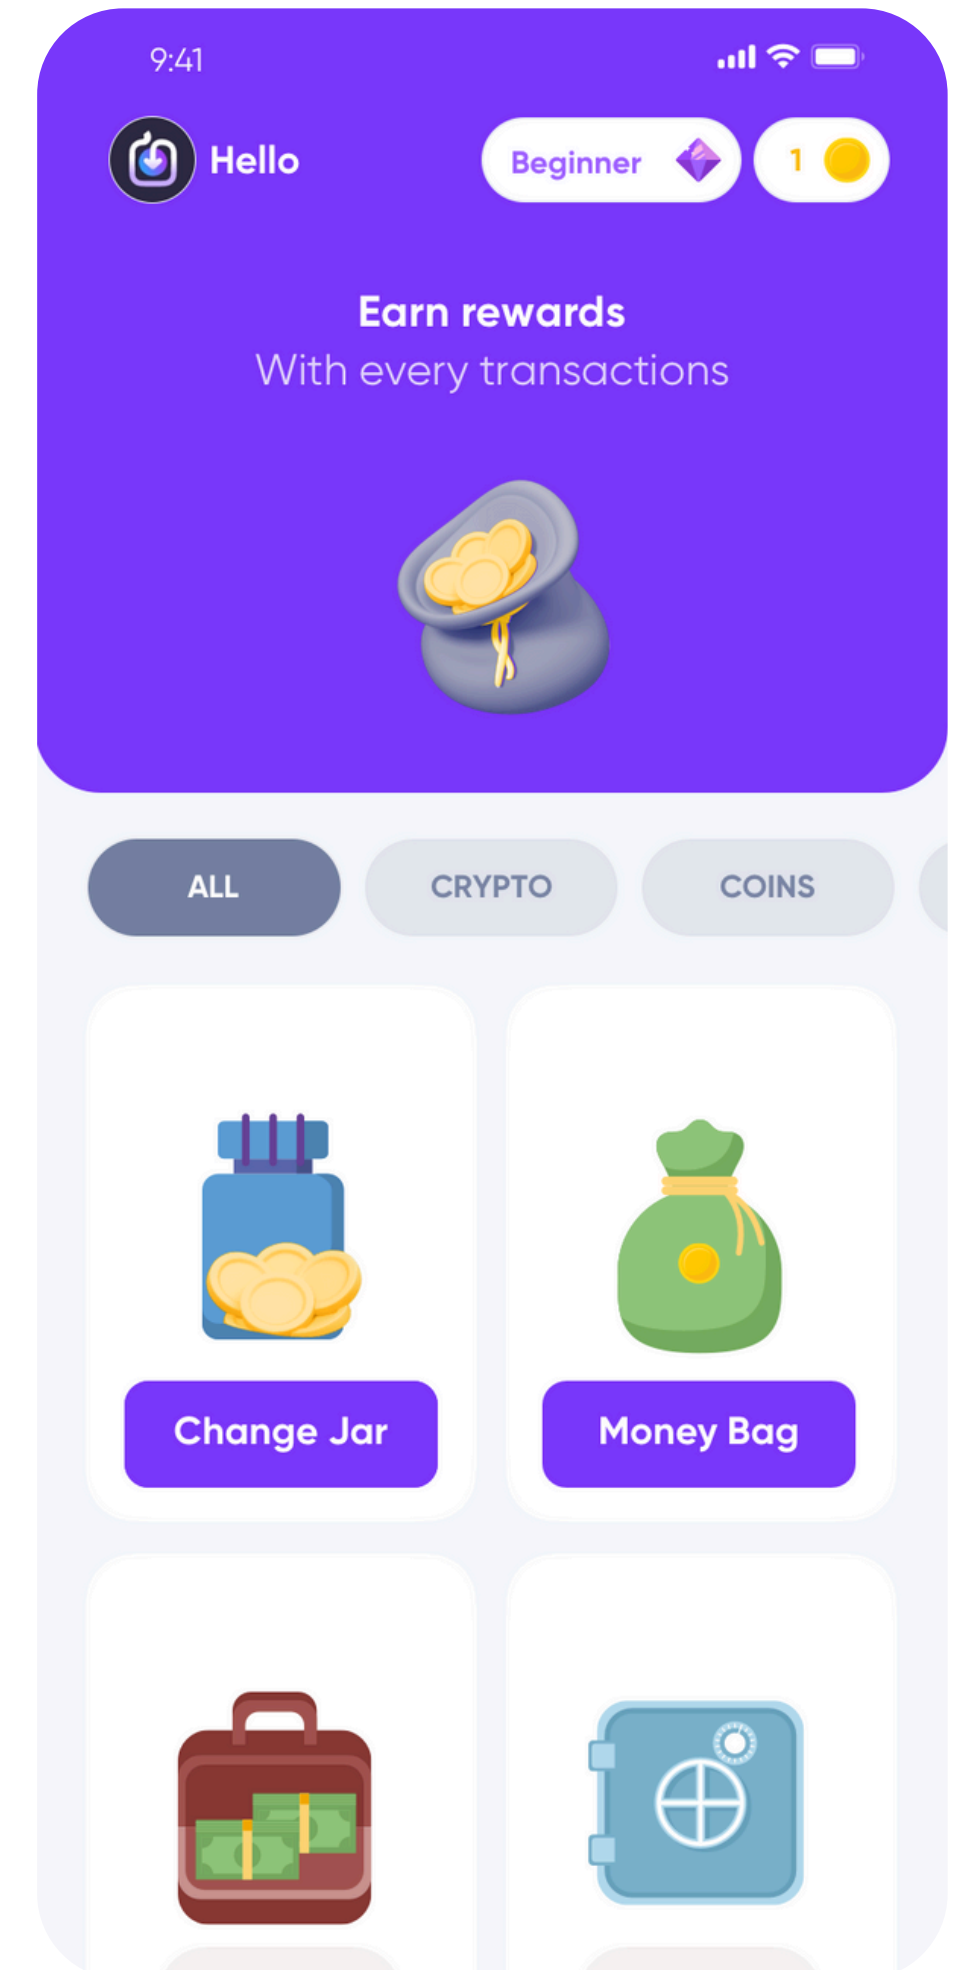 9:41
Hello
Beginner
1
Earn rewards
With every transactions
ALL
CRYPTO
COINS
Change Jar
Money Bag